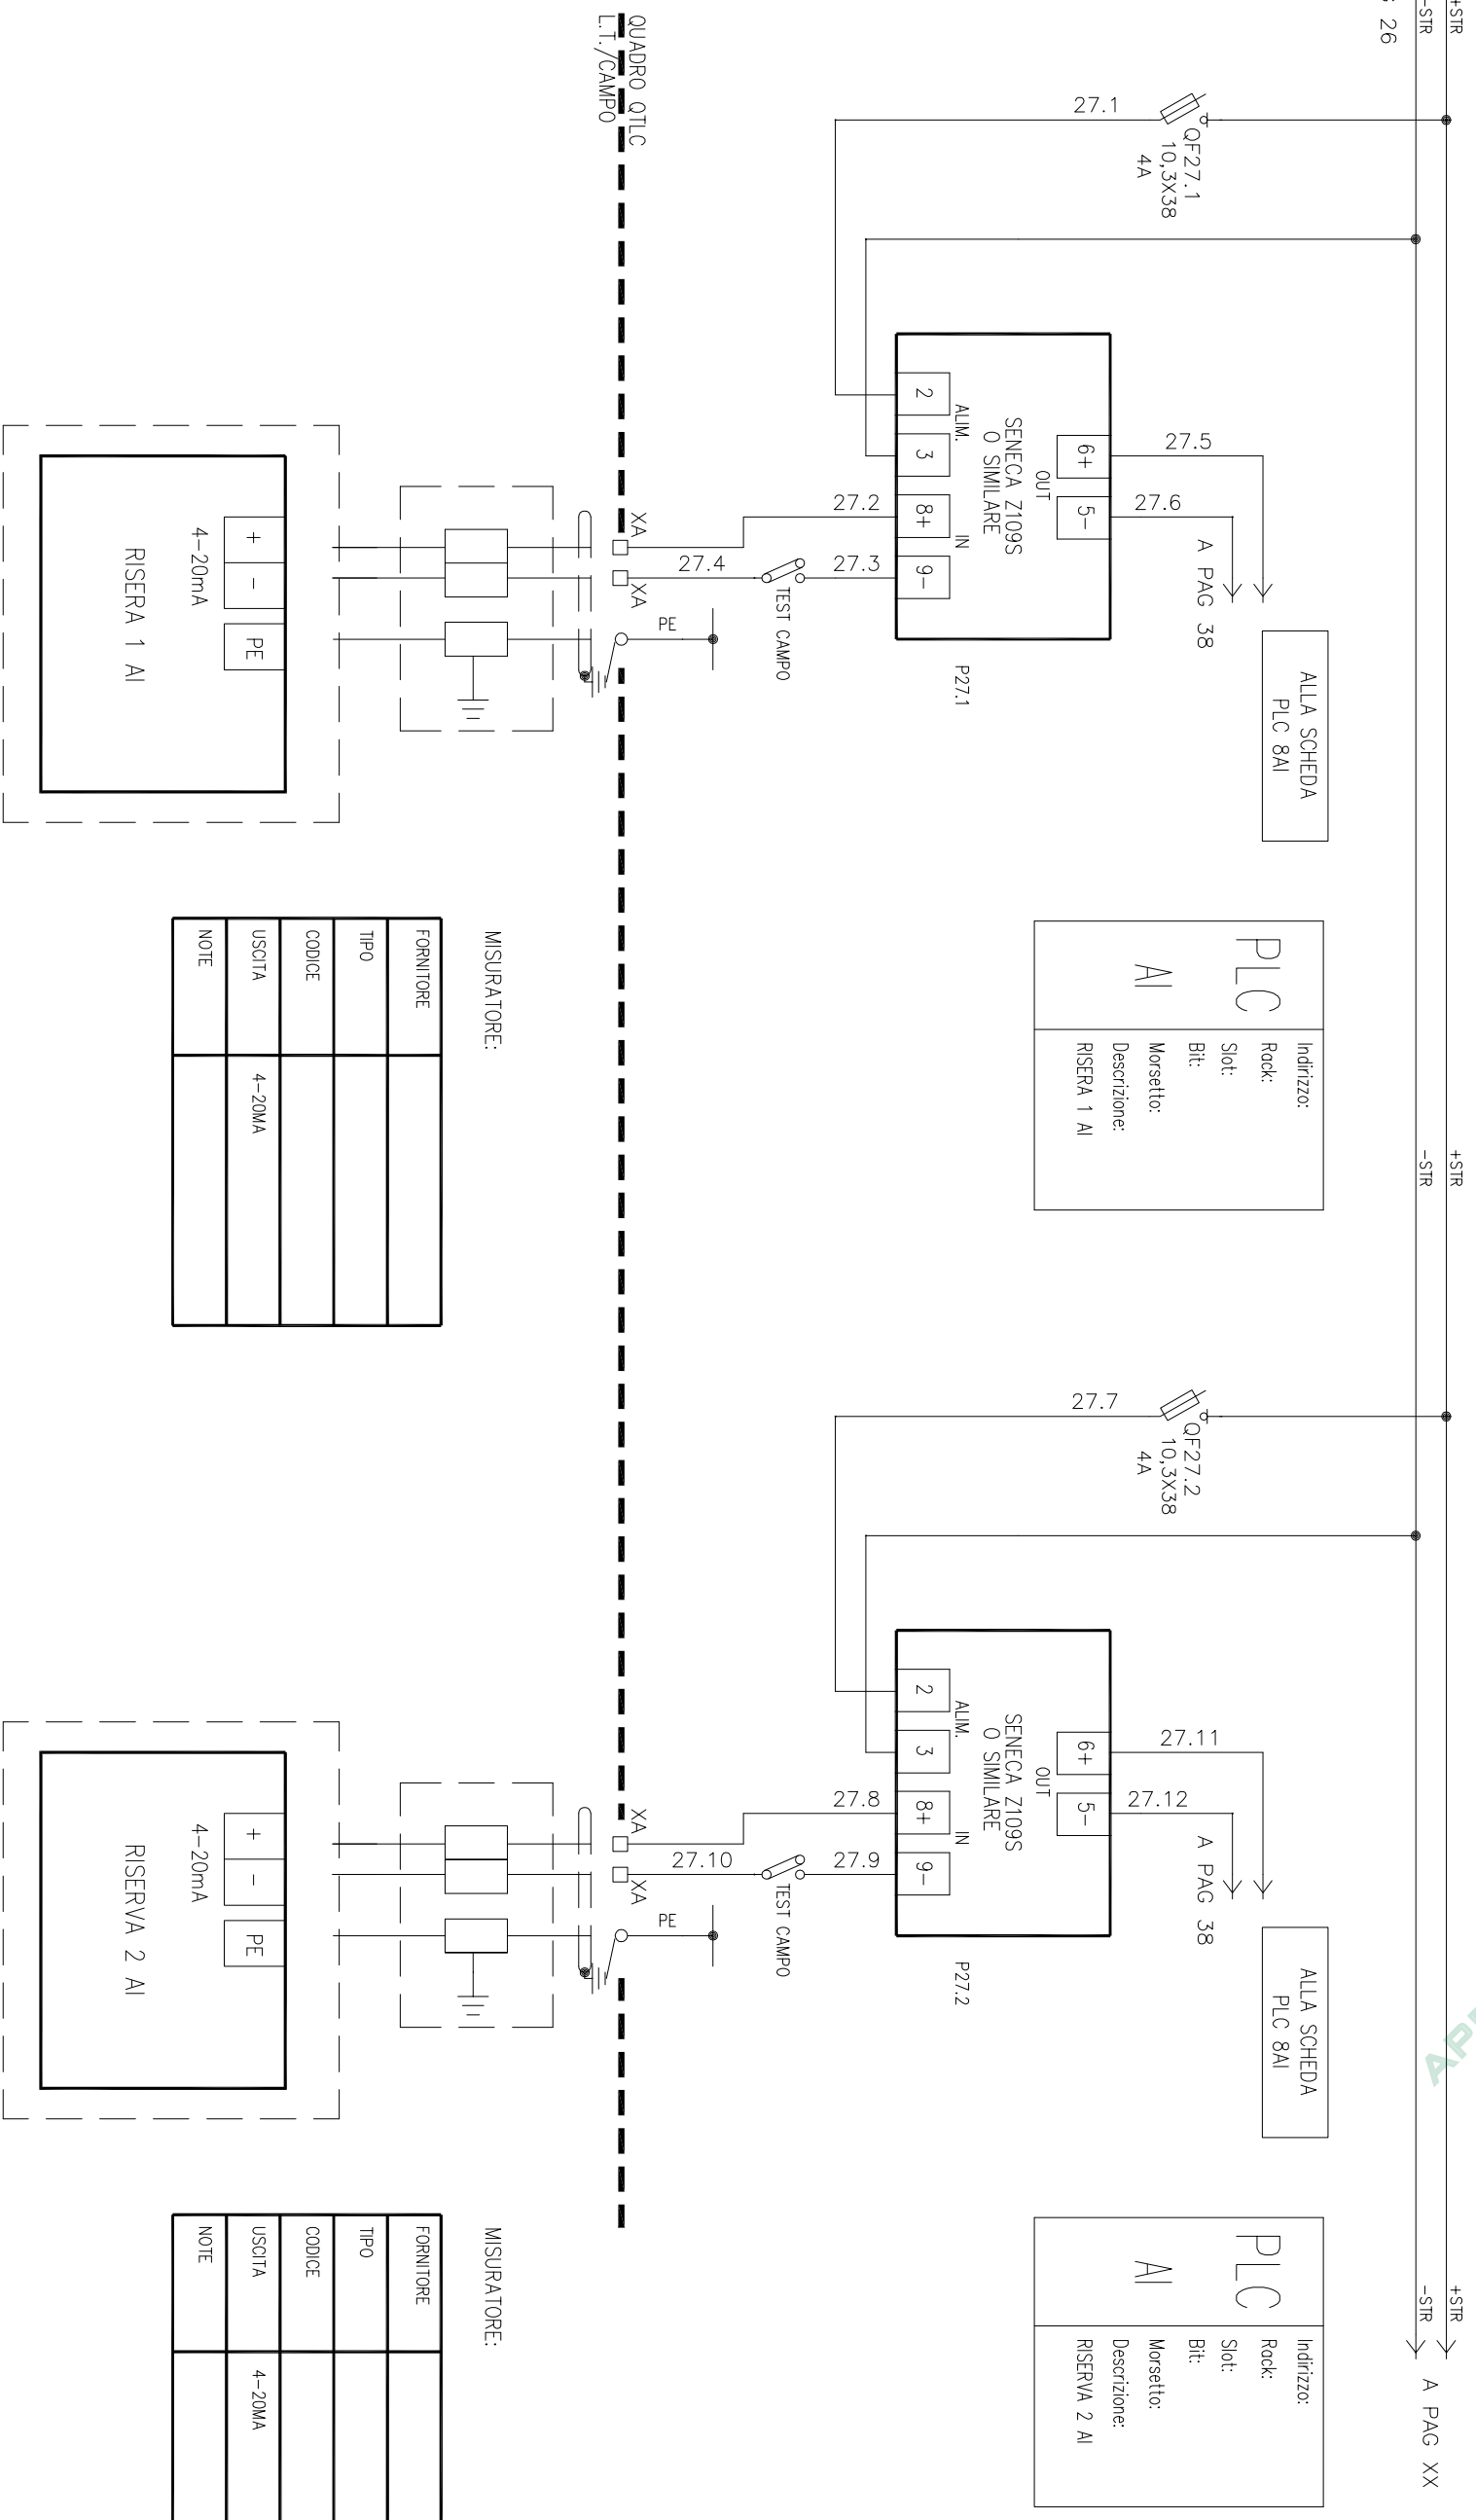 +STR
-STR
26
+STR
-STR
+STR
-STR
A PAG XX
27.1
QF27.1
10,3X38
4A
27.5
27.6
A PAG 38
ALLA SCHEDA
PLC 8AI
6+
5-
OUT
SENECA Z109S
O SIMILARE
ALIM.
IN
2
3
8+
9-
P27.1
27.2
27.3
TEST CAMPO
27.4
PE
XA
XA
QUADRO QTLC
L.T./CAMPO
+
-
PE
4-20mA
RISERA 1 AI
PLC
AI
Indirizzo:
Rack:
Slot:
Bit:
Morsetto:
Descrizione:
RISERA 1 AI
MISURATORE:
FORNITORE
TIPO
CODICE
USCITA 4-20MA
NOTE
27.7
QF27.2
10,3X38
4A
27.11
27.12
A PAG 38
ALLA SCHEDA
PLC 8AI
6+
5-
OUT
SENECA Z109S
O SIMILARE
ALIM.
IN
2
3
8+
9-
P27.2
27.8
27.9
TEST CAMPO
27.10
PE
XA
XA
+
-
PE
4-20mA
RISERVA 2 AI
PLC
AI
Indirizzo:
Rack:
Slot:
Bit:
Morsetto:
Descrizione:
RISERVA 2 AI
MISURATORE:
FORNITORE
TIPO
CODICE
USCITA 4-20MA
NOTE